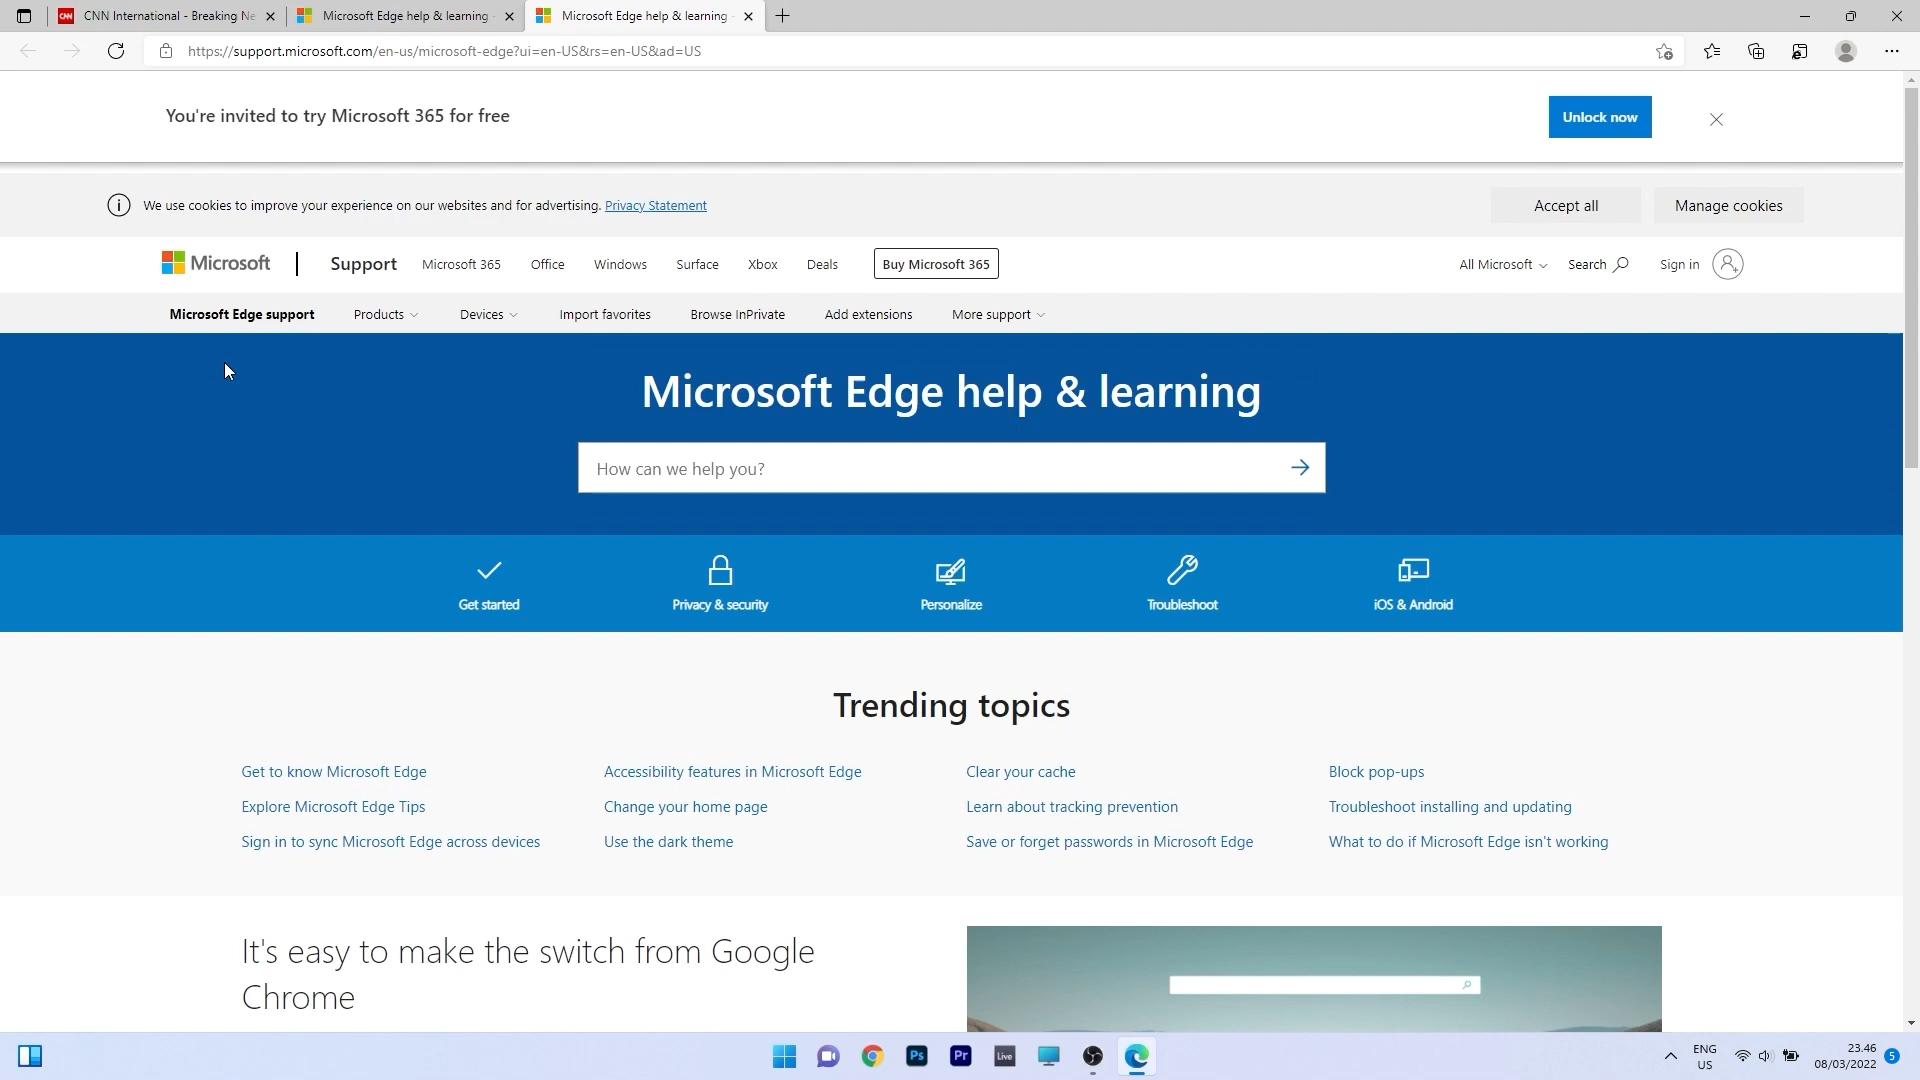 CNN International - Breaking Ne
Microsoft Edge help & learning -
Microsoft Edge help & learning -
https://support.microsoft.com/en-us/microsoft-edge?ui=en-US&rs=en-US&ad=US
You're invited to try Microsoft 365 for free
Unlock now
We use cookies to improve your experience on our websites and for advertising. Privacy Statement
Accept all
Manage cookies
Microsoft
Support
Microsoft 365
Office
Windows
Surface
Xbox
Deals
Buy Microsoft 365
All Microsoft
Search
Sign in
Microsoft Edge support
Products
Devices
Import favorites
Browse InPrivate
Add extensions
More support
Microsoft Edge help & learning
How can we help you?
Get started
Privacy & security
Personalize
Troubleshoot
iOS & Android
Trending topics
Get to know Microsoft Edge
Accessibility features in Microsoft Edge
Clear your cache
Block pop-ups
Explore Microsoft Edge Tips
Change your home page
Learn about tracking prevention
Troubleshoot installing and updating
Sign in to sync Microsoft Edge across devices
Use the dark theme
Save or forget passwords in Microsoft Edge
What to do if Microsoft Edge isn't working
It's easy to make the switch from Google
Chrome
Ps
Pr
Live
ENG
US
23.46
08/03/2022
5